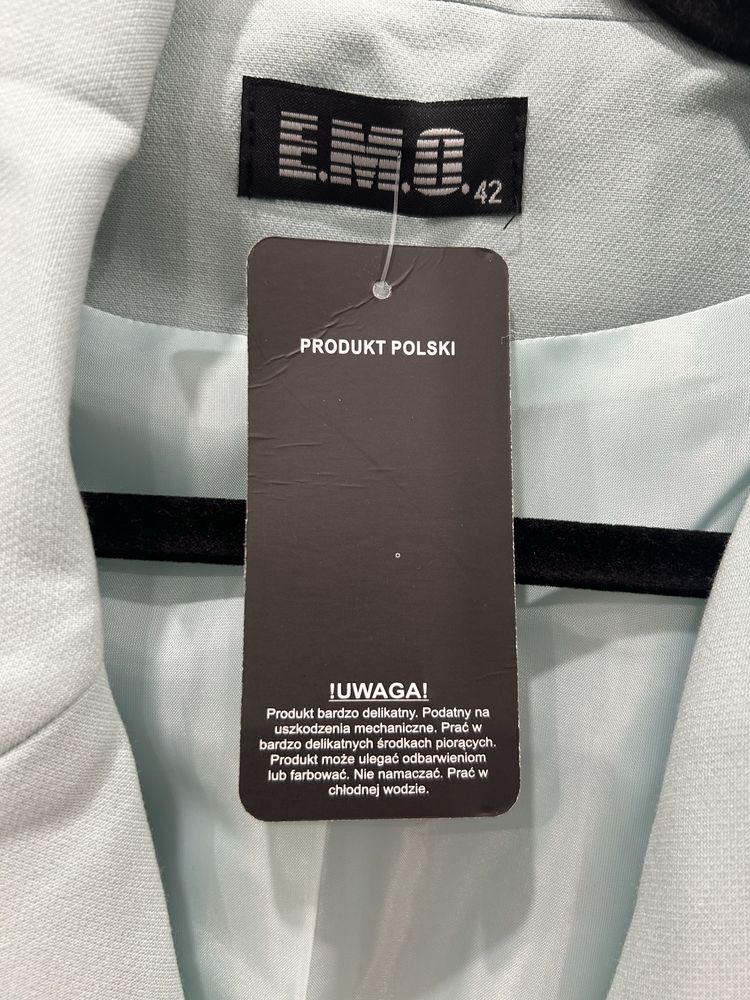 E.M.O. 42
PRODUKT POLSKI
!UWAGA!
Produkt bardzo delikatny. Podatny na
uszkodzenia mechaniczne. Prać w
bardzo delikatnych środkach piorących.
Produkt może ulegać odbarwieniom
lub farbować. Nie namaczać. Prać w
chłodnej wodzie.